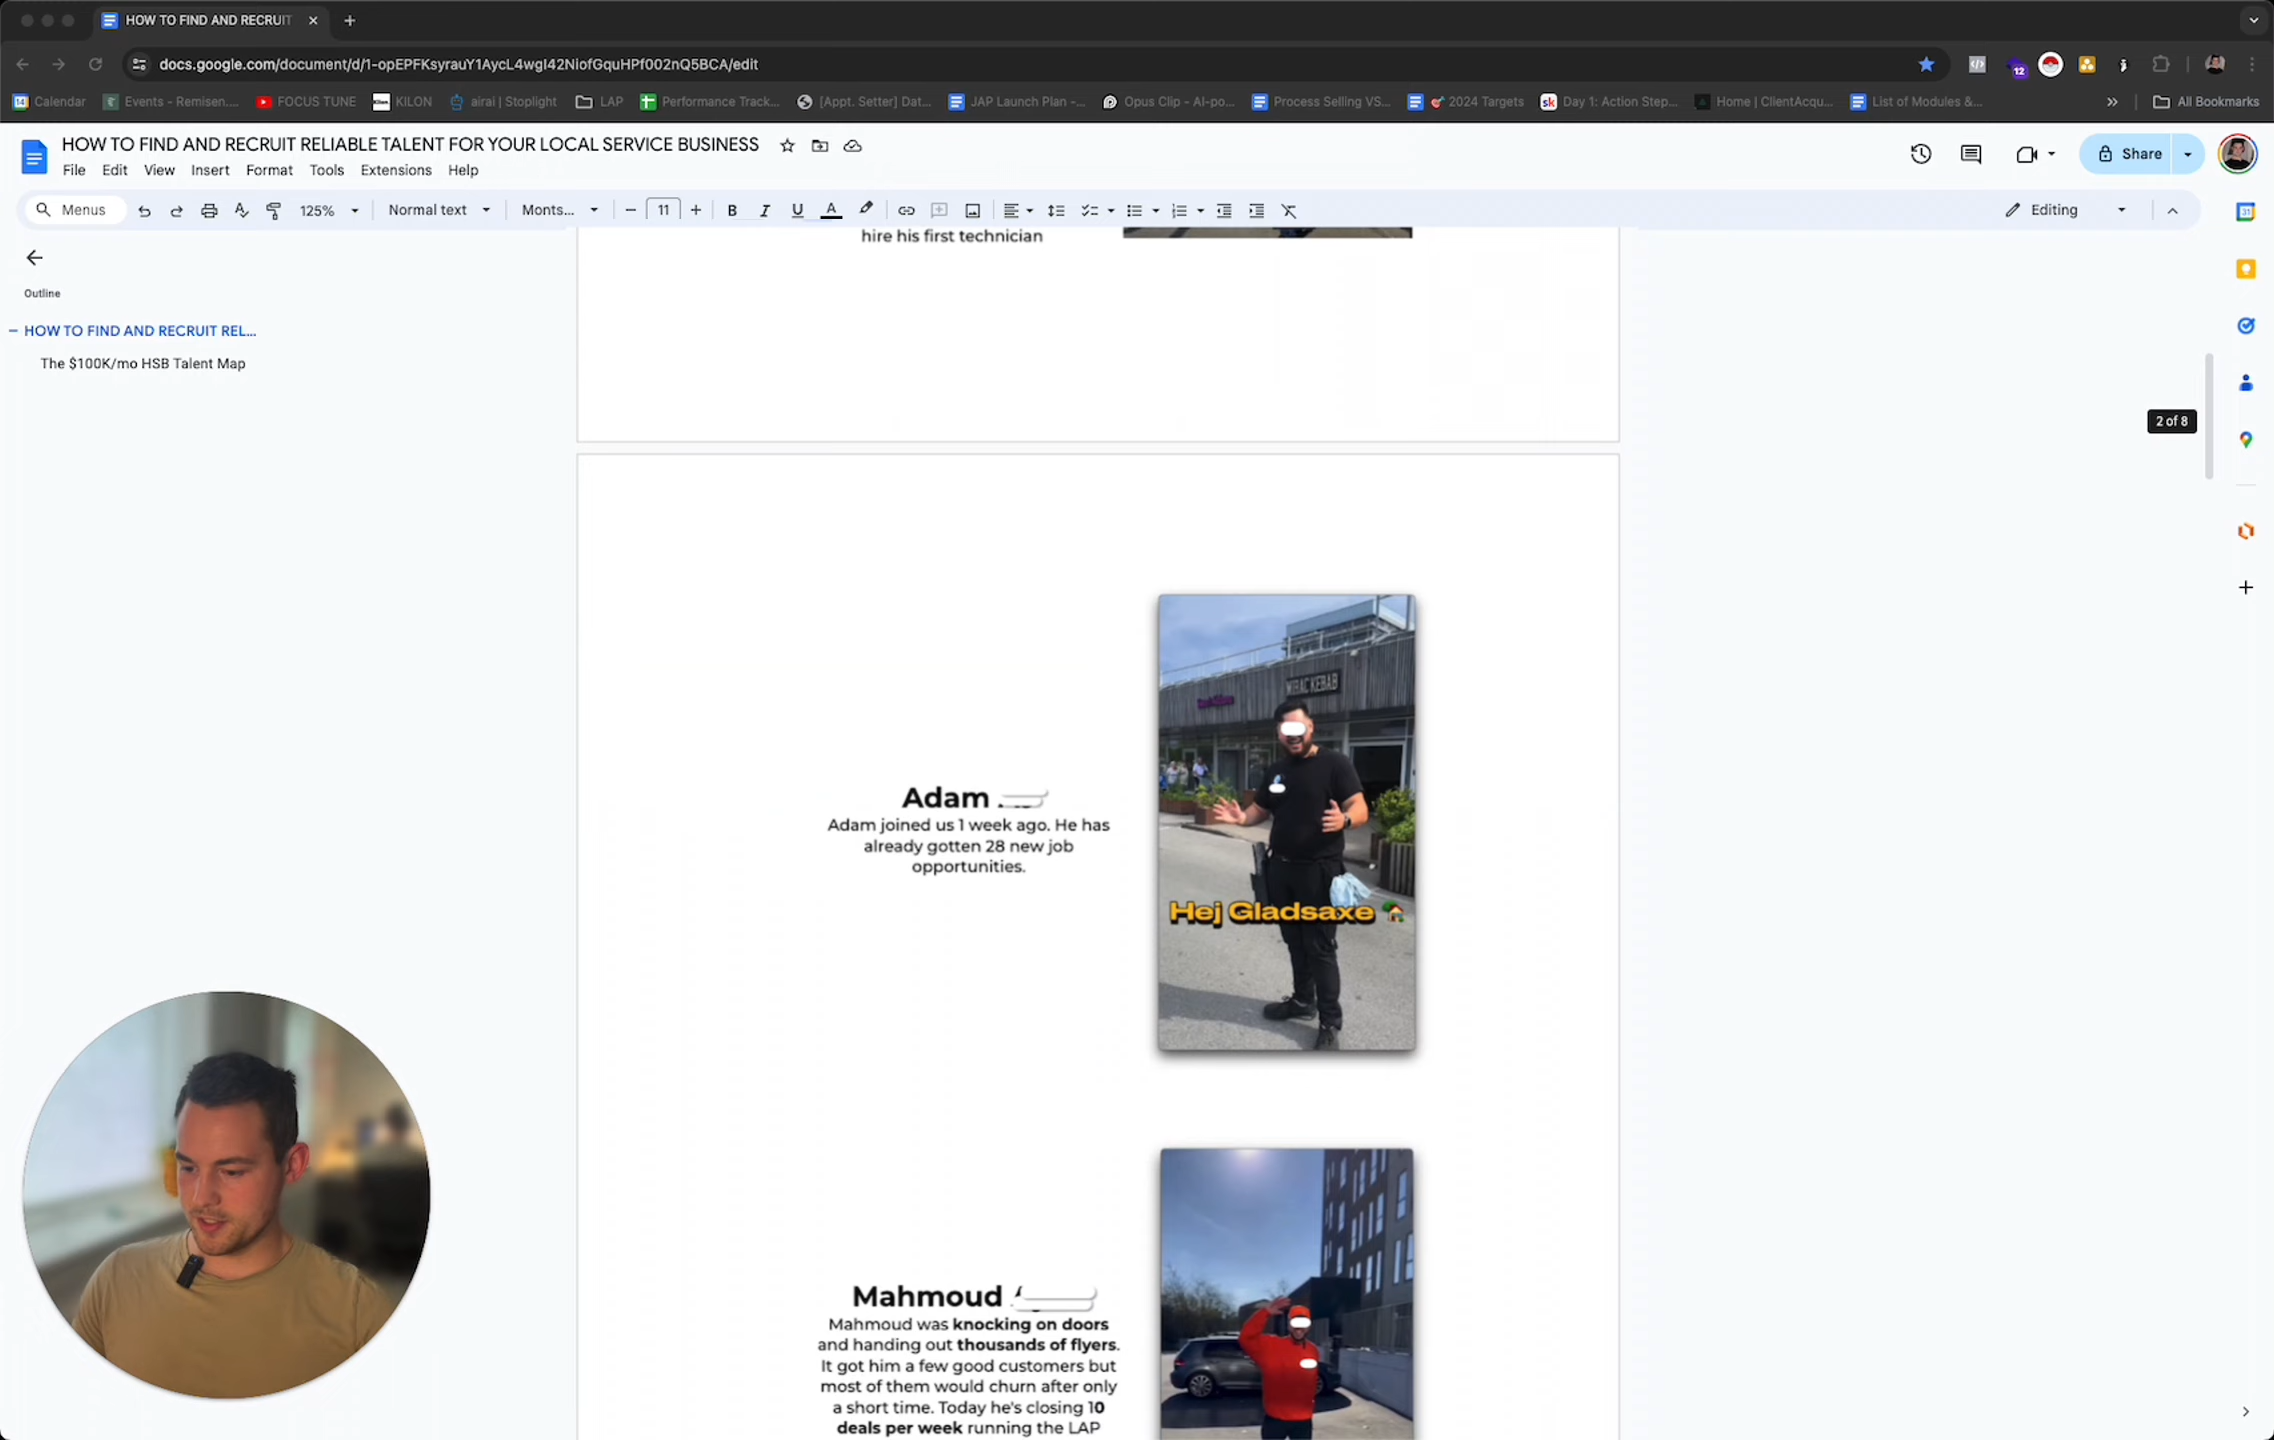 HOW TO FIND AND RECRUIT
docs.google.com/document/d/1-opEPFKsyrauY1AycL4wgI42NiofGquHPf002nQ5BCA/edit
12
Calendar
Events - Remisen....
FOCUS TUNE
KILON
airai | Stoplight
LAP
Performance Track...
[Appt. Setter] Dat...
JAP Launch Plan -...
Opus Clip - AI-po...
Process Selling VS...
2024 Targets
Day 1: Action Step...
Home | ClientAcqu...
List of Modules &...
All Bookmarks
HOW TO FIND AND RECRUIT RELIABLE TALENT FOR YOUR LOCAL SERVICE BUSINESS
File Edit View Insert Format Tools Extensions Help
Share
Menus 125% Normal text Monts... 11 B I U A Editing
hire his first technician
Outline
HOW TO FIND AND RECRUIT REL...
The $100K/mo HSB Talent Map
2 of 8
Adam
Adam joined us 1 week ago. He has
already gotten 28 new job
opportunities.
KEBAB
Hej Gladsaxe
Mahmoud
Mahmoud was knocking on doors
and handing out thousands of flyers.
It got him a few good customers but
most of them would churn after only
a short time. Today he's closing 10
deals per week running the LAP